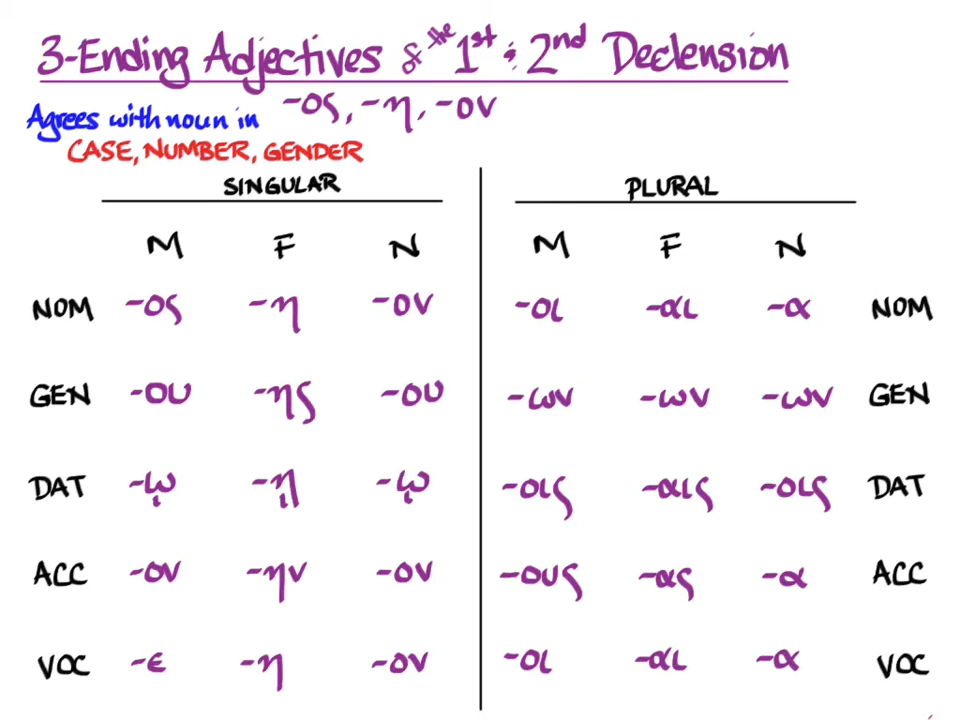 3-Ending Adjectives & the 1st & 2nd Declension
-ος, -η, -ον
Agrees with noun in
CASE, NUMBER, GENDER
SINGULAR PLURAL
M F N M F N
NOM -ος -η -ον -οι -αι -α NOM
GEN -ου -ης -ου -ων -ων -ων GEN
DAT -ῳ -ῃ -ῳ -οις -αις -οις DAT
ACC -ον -ην -ον -ους -ας -α ACC
VOC -ε -η -ον -οι -αι -α VOC